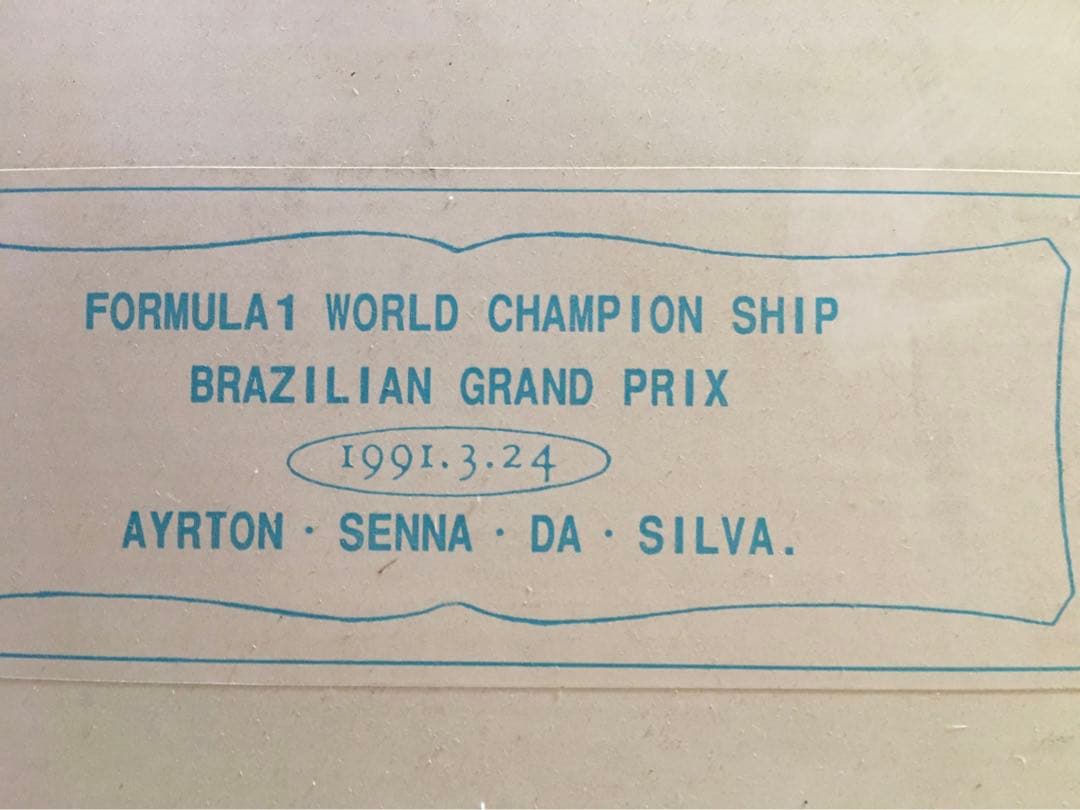 FORMULA1 WORLD CHAMPION SHIP
BRAZILIAN GRAND PRIX
1991.3.24
AYRTON · SENNA · DA · SILVA.